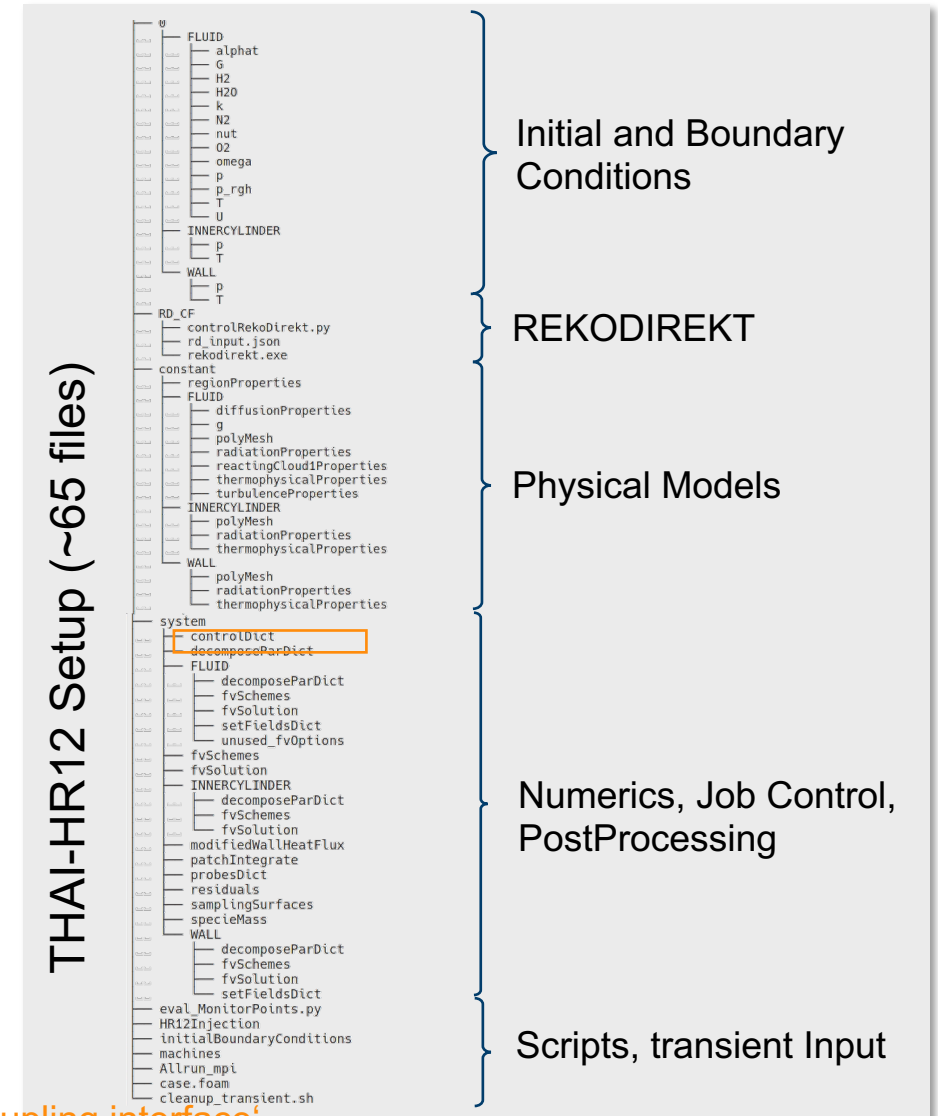 0
FLUID
alphat
G
H2
H2O
k
N2
nut
O2
omega
p
p_rgh
T
U
INNERCYLINDER
p
T
WALL
p
T
Initial and Boundary
Conditions
RD_CF
controlRekoDirekt.py
rd_input.json
rekodirekt.exe
REKODIREKT
constant
regionProperties
FLUID
diffusionProperties
g
polyMesh
radiationProperties
reactingCloud1Properties
thermophysicalProperties
turbulenceProperties
INNERCYLINDER
polyMesh
radiationProperties
thermophysicalProperties
WALL
polyMesh
radiationProperties
thermophysicalProperties
Physical Models
system
controlDict
decomposeParDict
FLUID
decomposeParDict
fvSchemes
fvSolution
setFieldsDict
unused_fvOptions
fvSchemes
fvSolution
INNERCYLINDER
decomposeParDict
fvSchemes
fvSolution
modifiedWallHeatFlux
patchIntegrate
probesDict
residuals
samplingSurfaces
specieMass
WALL
decomposeParDict
fvSchemes
fvSolution
setFieldsDict
Numerics, Job Control,
PostProcessing
eval_MonitorPoints.py
HR12Injection
initialBoundaryConditions
machines
Allrun_mpi
case.foam
cleanup_transient.sh
Scripts, transient Input
THAI-HR12 Setup (~65 files)
interface‘